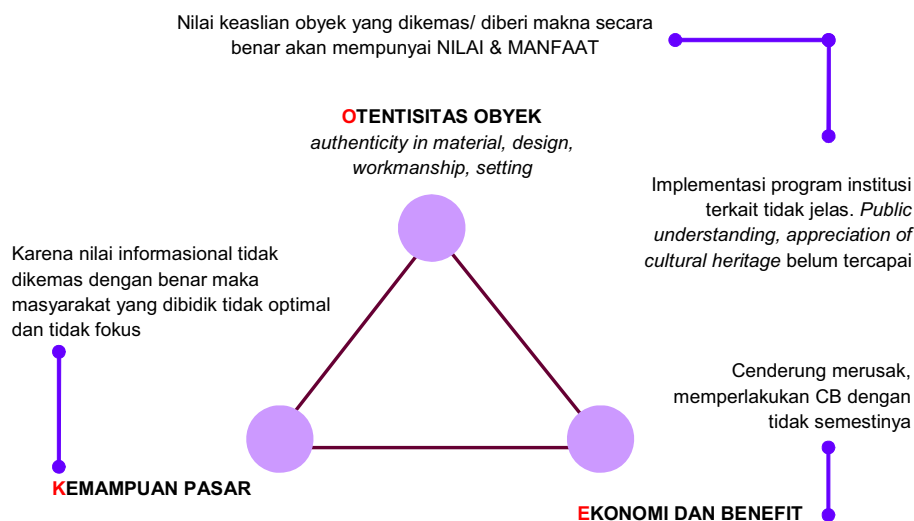 Nilai keaslian obyek yang dikemas/ diberi makna secara
benar akan mempunyai NILAI & MANFAAT
OTENTISITAS OBYEK
authenticity in material, design,
workmanship, setting
Implementasi program institusi
terkait tidak jelas. Public
understanding, appreciation of
cultural heritage belum tercapai
Karena nilai informasional tidak
dikemas dengan benar maka
masyarakat yang dibidik tidak optimal
dan tidak fokus
Cenderung merusak,
memperlakukan CB dengan
tidak semestinya
KEMAMPUAN PASAR
EKONOMI DAN BENEFIT